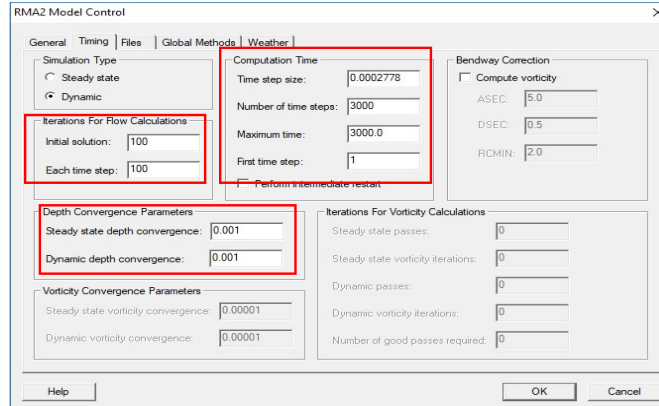 RMA2 Model Control
General Timing Files Global Methods Weather
Simulation Type
Steady state
Dynamic
Iterations For Flow Calculations
Initial solution: 100
Each time step: 100
Computation Time
Time step size: 0.0002778
Number of time steps: 3000
Maximum time: 3000.0
First time step: 1
Perform intermediate restart
Bendway Correction
Compute vorticity
ASEC: 5.0
DSEC: 0.5
RCMIN: 2.0
Depth Convergence Parameters
Steady state depth convergence: 0.001
Dynamic depth convergence: 0.001
Vorticity Convergence Parameters
Steady state vorticity convergence: 0.00001
Dynamic vorticity convergence: 0.00001
Iterations For Vorticity Calculations
Steady state passes: 0
Steady state vorticity iterations: 0
Dynamic passes: 0
Dynamic vorticity iterations: 0
Number of good passes required: 0
Help OK Cancel